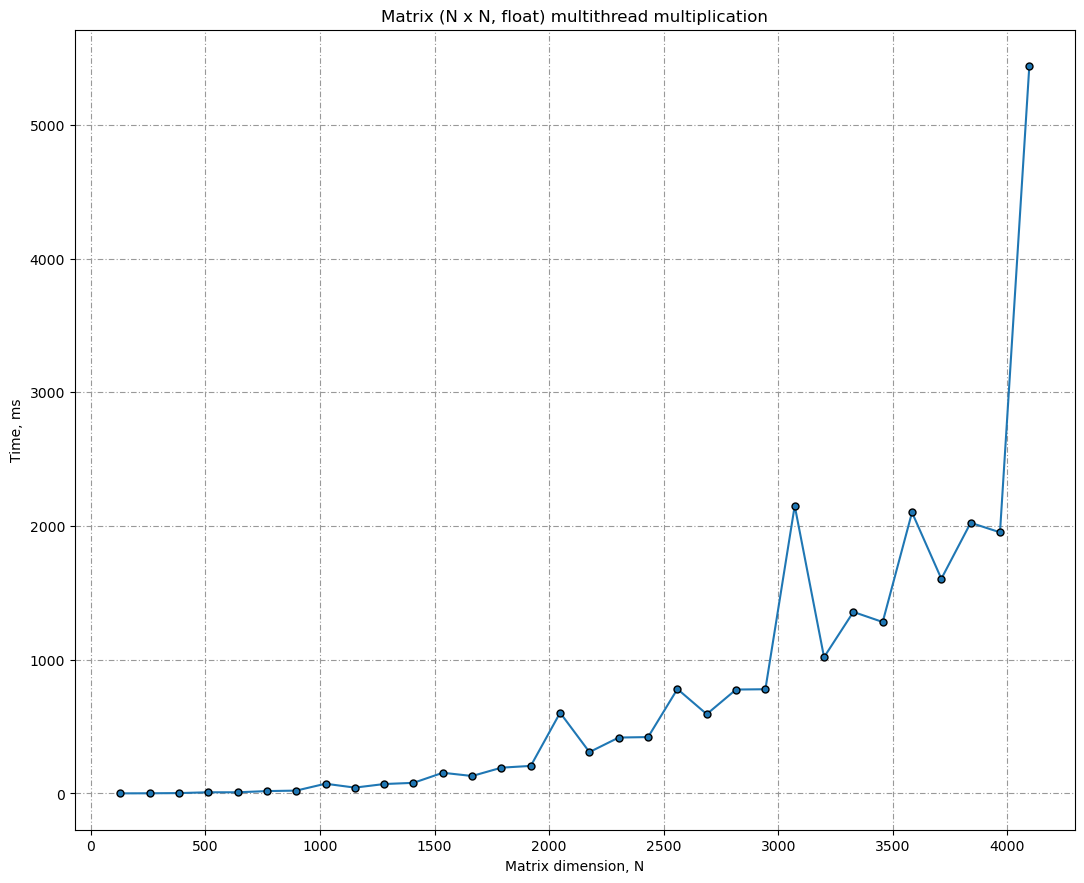 Matrix (N x N, float) multithread multiplication
Time, ms
5000
4000
3000
2000
1000
0
0 500 1000 1500 2000 2500 3000 3500 4000
Matrix dimension, N